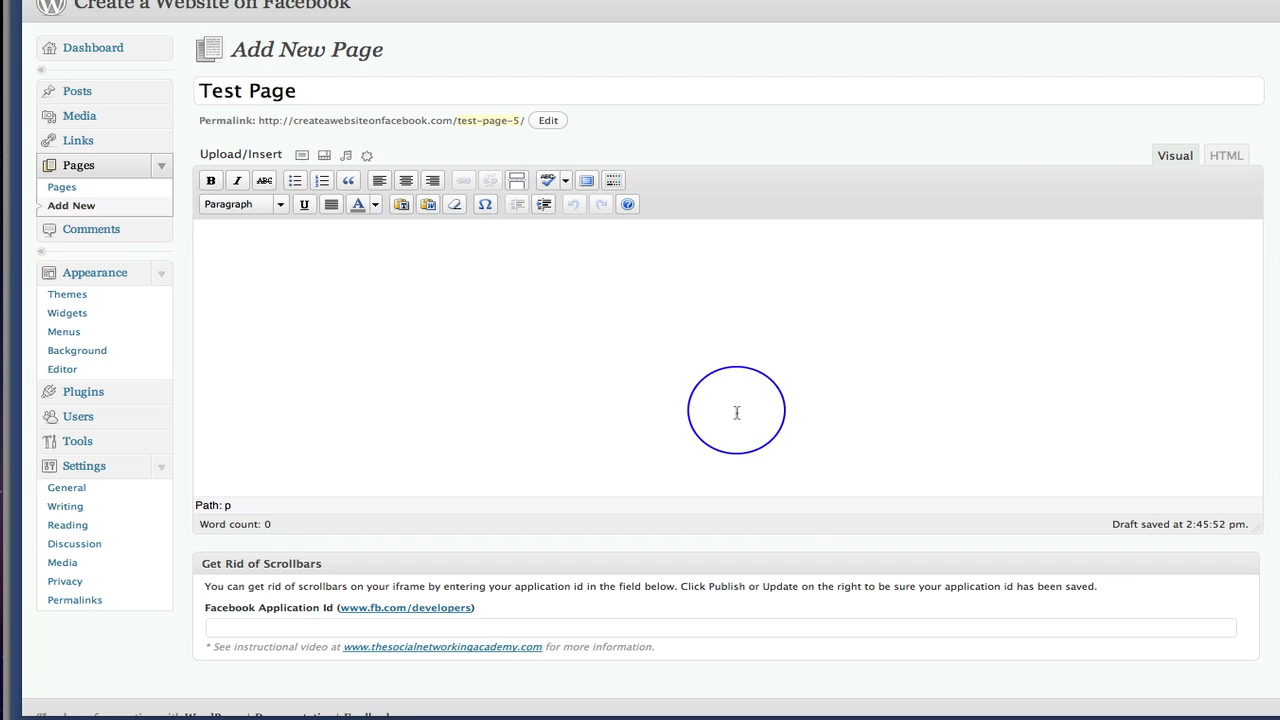 Create a Website on Facebook
Dashboard
Posts
Media
Links
Pages
Pages
Add New
Comments
Appearance
Themes
Widgets
Menus
Background
Editor
Plugins
Users
Tools
Settings
General
Writing
Reading
Discussion
Media
Privacy
Permalinks
Add New Page
Test Page
Permalink: http://createawebsiteonfacebook.com/test-page-5/ Edit
Upload/Insert
Visual HTML
B I ABC ABC
Paragraph U A Ω
Path: p
Word count: 0 Draft saved at 2:45:52 pm.
Get Rid of Scrollbars
You can get rid of scrollbars on your iframe by entering your application id in the field below. Click Publish or Update on the right to be sure your application id has been saved.
Facebook Application Id (www.fb.com/developers)
* See instructional video at www.thesocialnetworkingacademy.com for more information.